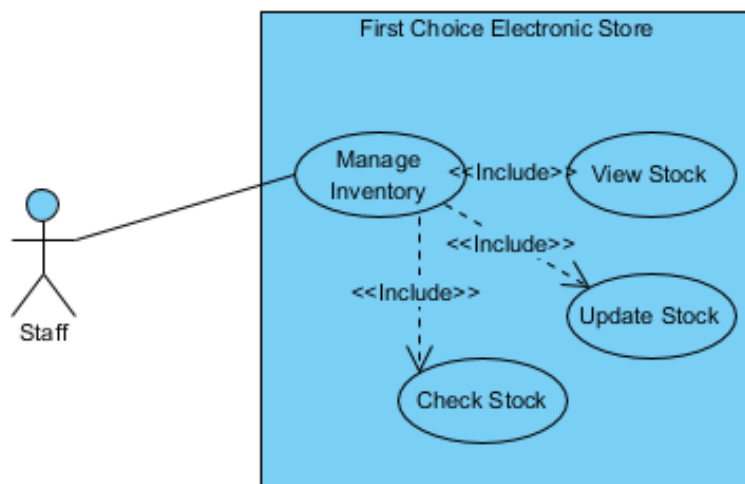 First Choice Electronic Store
Manage
Inventory
<<Include>>
View Stock
<<Include>>
<<Include>>
Update Stock
Staff
Check Stock